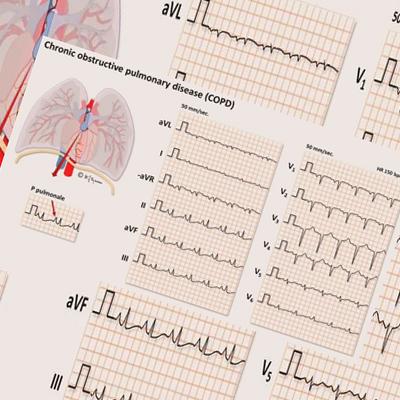 aVL
50
V1
Chronic obstructive pulmonary disease (COPD)
50 mm/sec.
aVL
I
-aVR
II
aVF
III
50 mm/sec.
HR 150
V1
V2
V3
V4
V5
V6
P pulmonale
aVF
III
V5